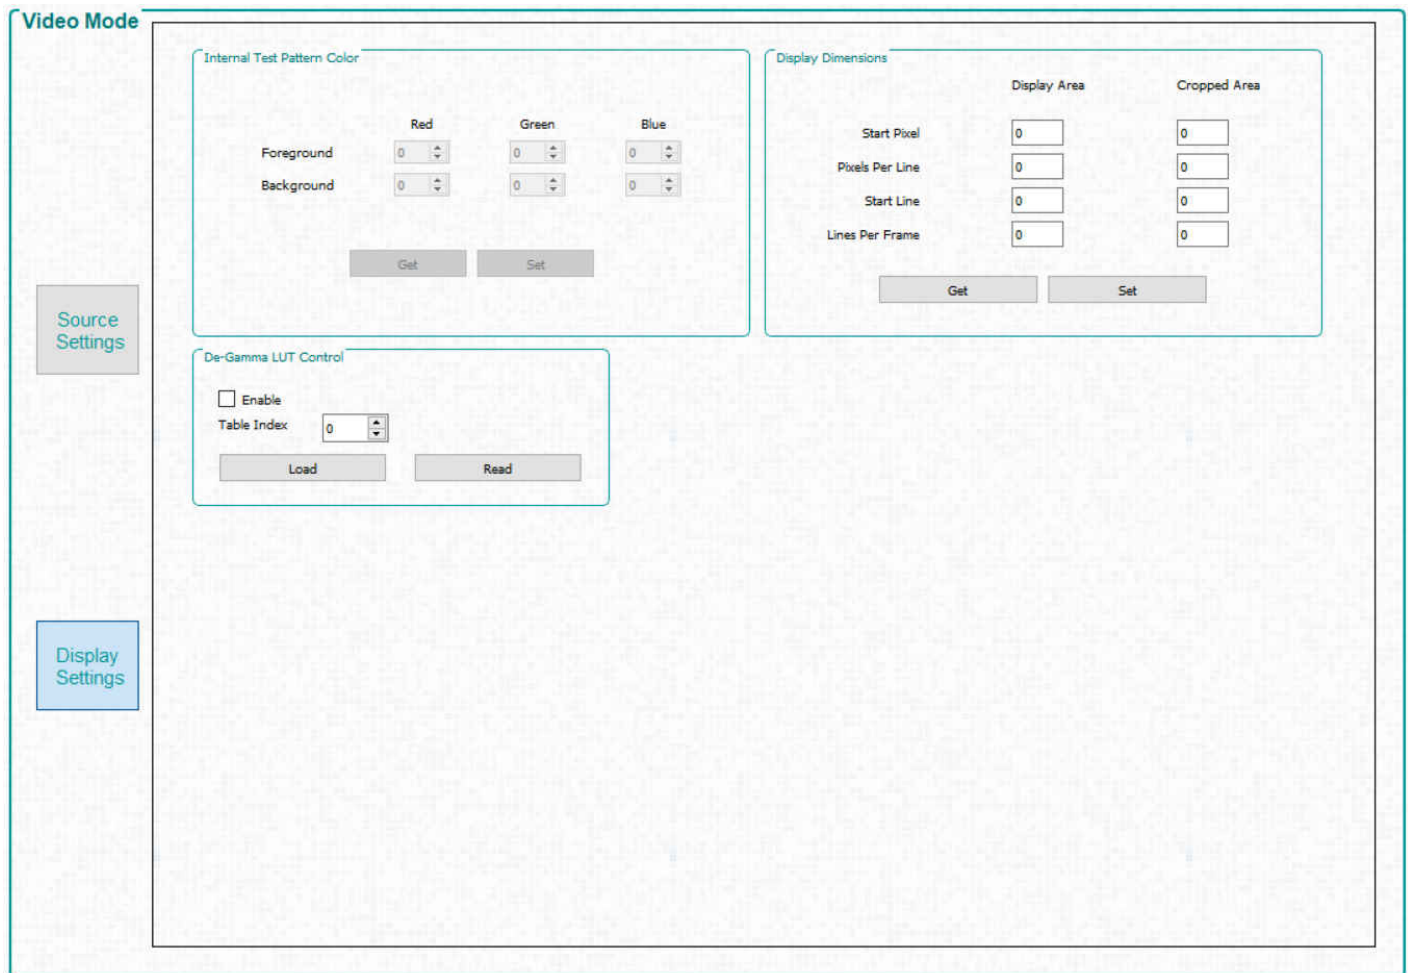 Video Mode
Internal Test Pattern Color
Red Green Blue
Foreground 0 0 0
Background 0 0 0
Get Set
Display Dimensions
Display Area Cropped Area
Start Pixel 0 0
Pixels Per Line 0 0
Start Line 0 0
Lines Per Frame 0 0
Get Set
Source
Settings
De-Gamma LUT Control
Enable
Table Index 0
Load Read
Display
Settings